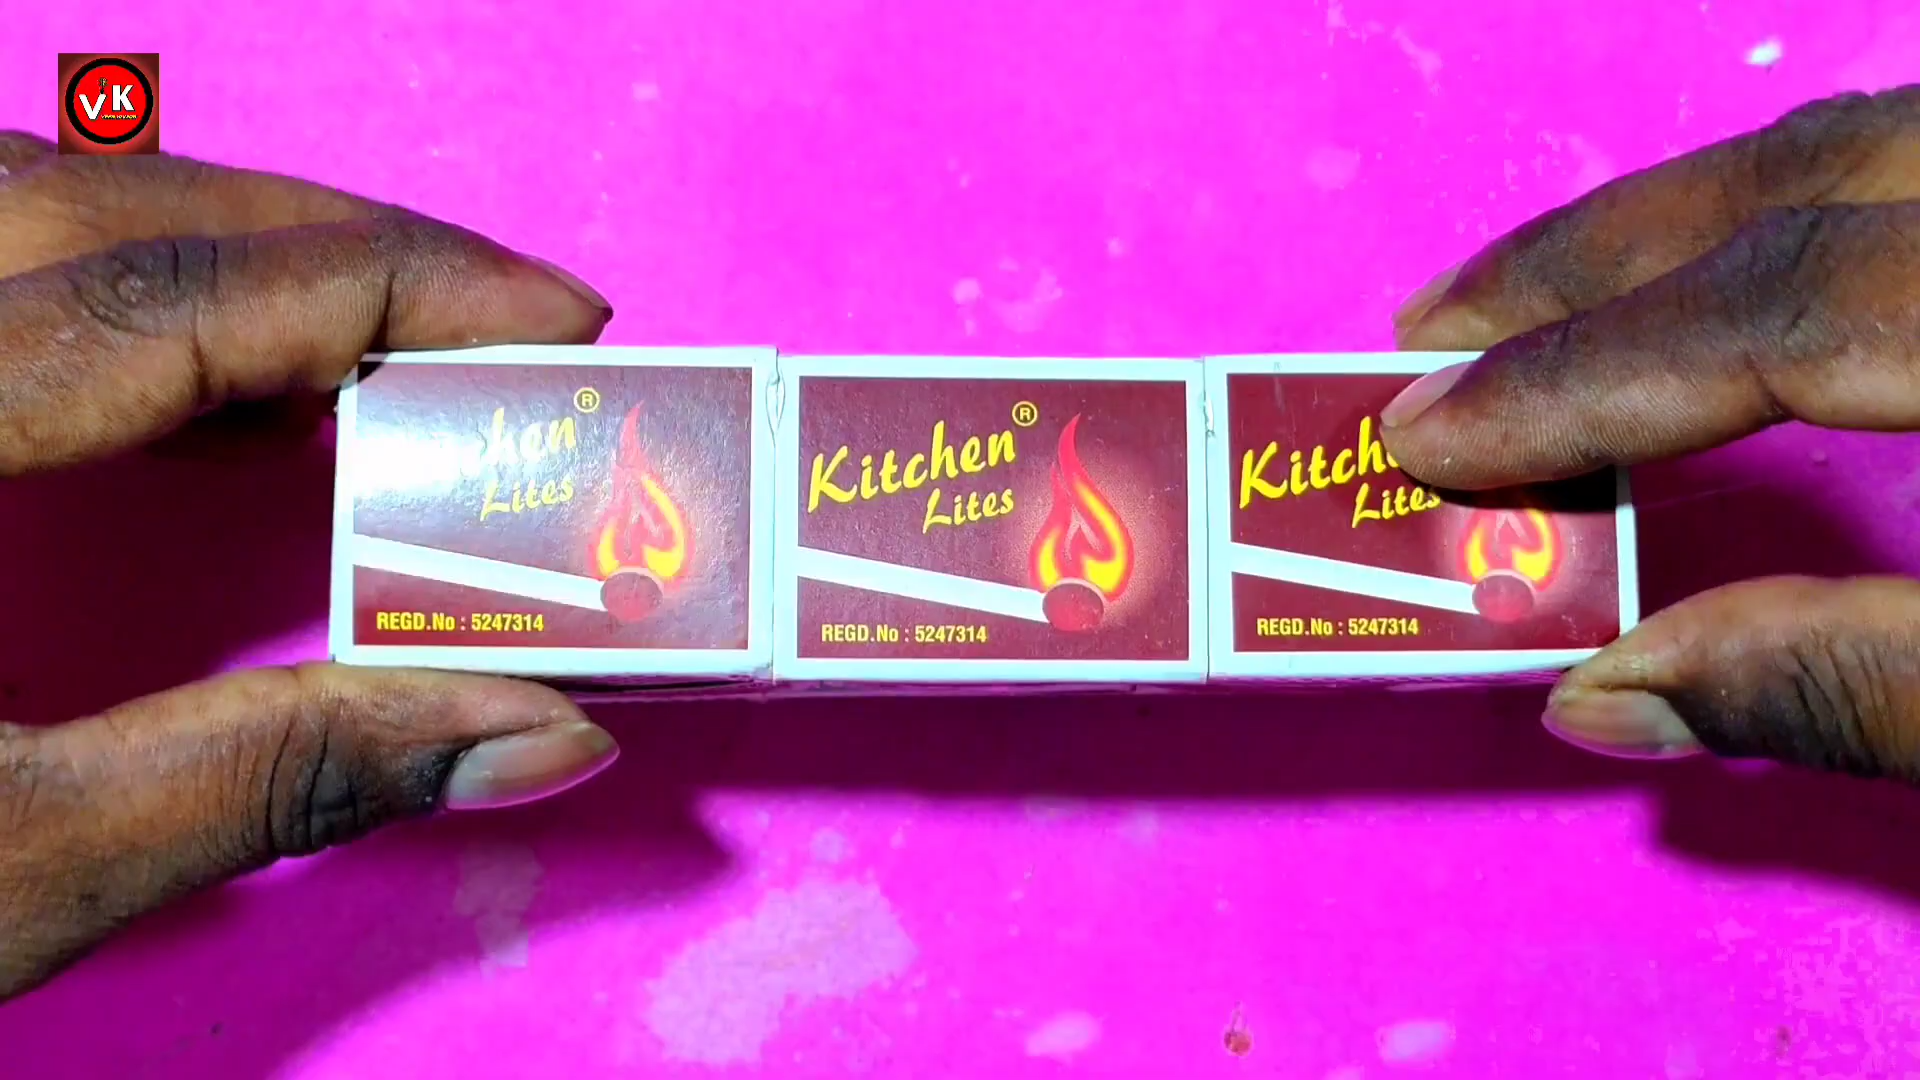 VK
chen ®
Lites
REGD.No : 5247314
Kitchen ®
Lites
REGD.No : 5247314
Kitch
Lites
REGD.No : 5247314